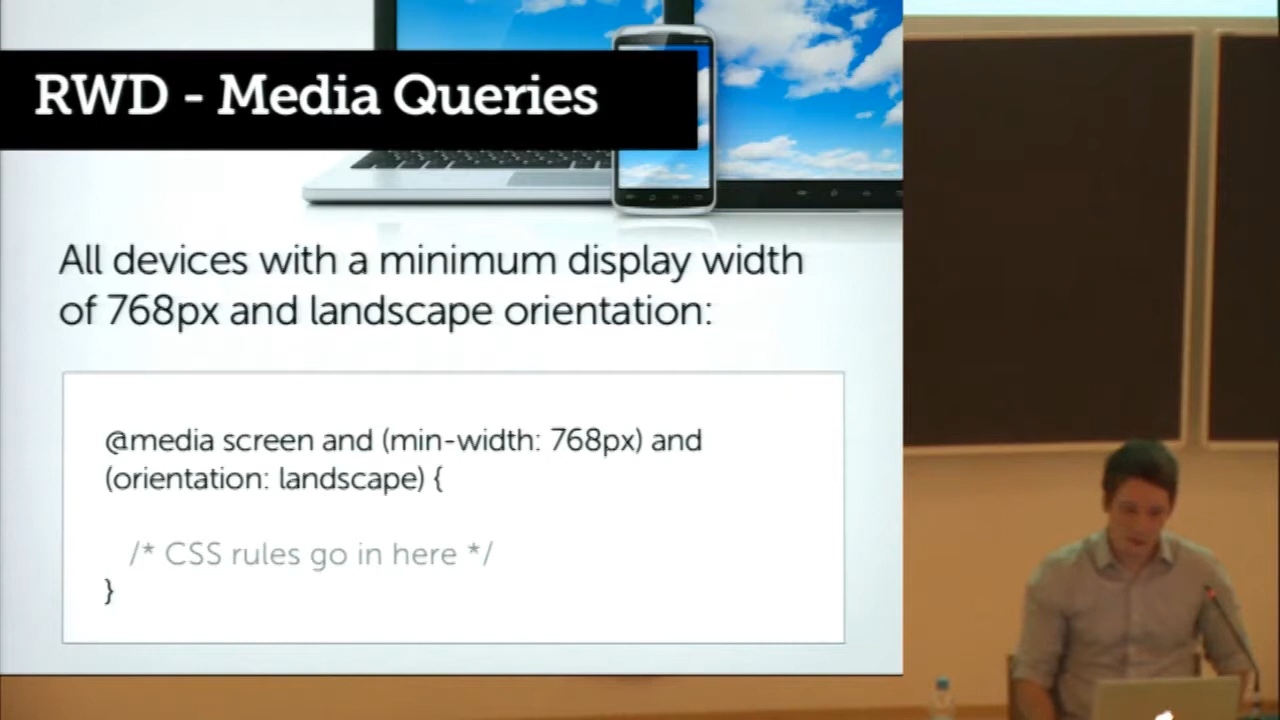 RWD - Media Queries
All devices with a minimum display width
of 768px and landscape orientation:
@media screen and (min-width: 768px) and
(orientation: landscape) {
/* CSS rules go in here */
}